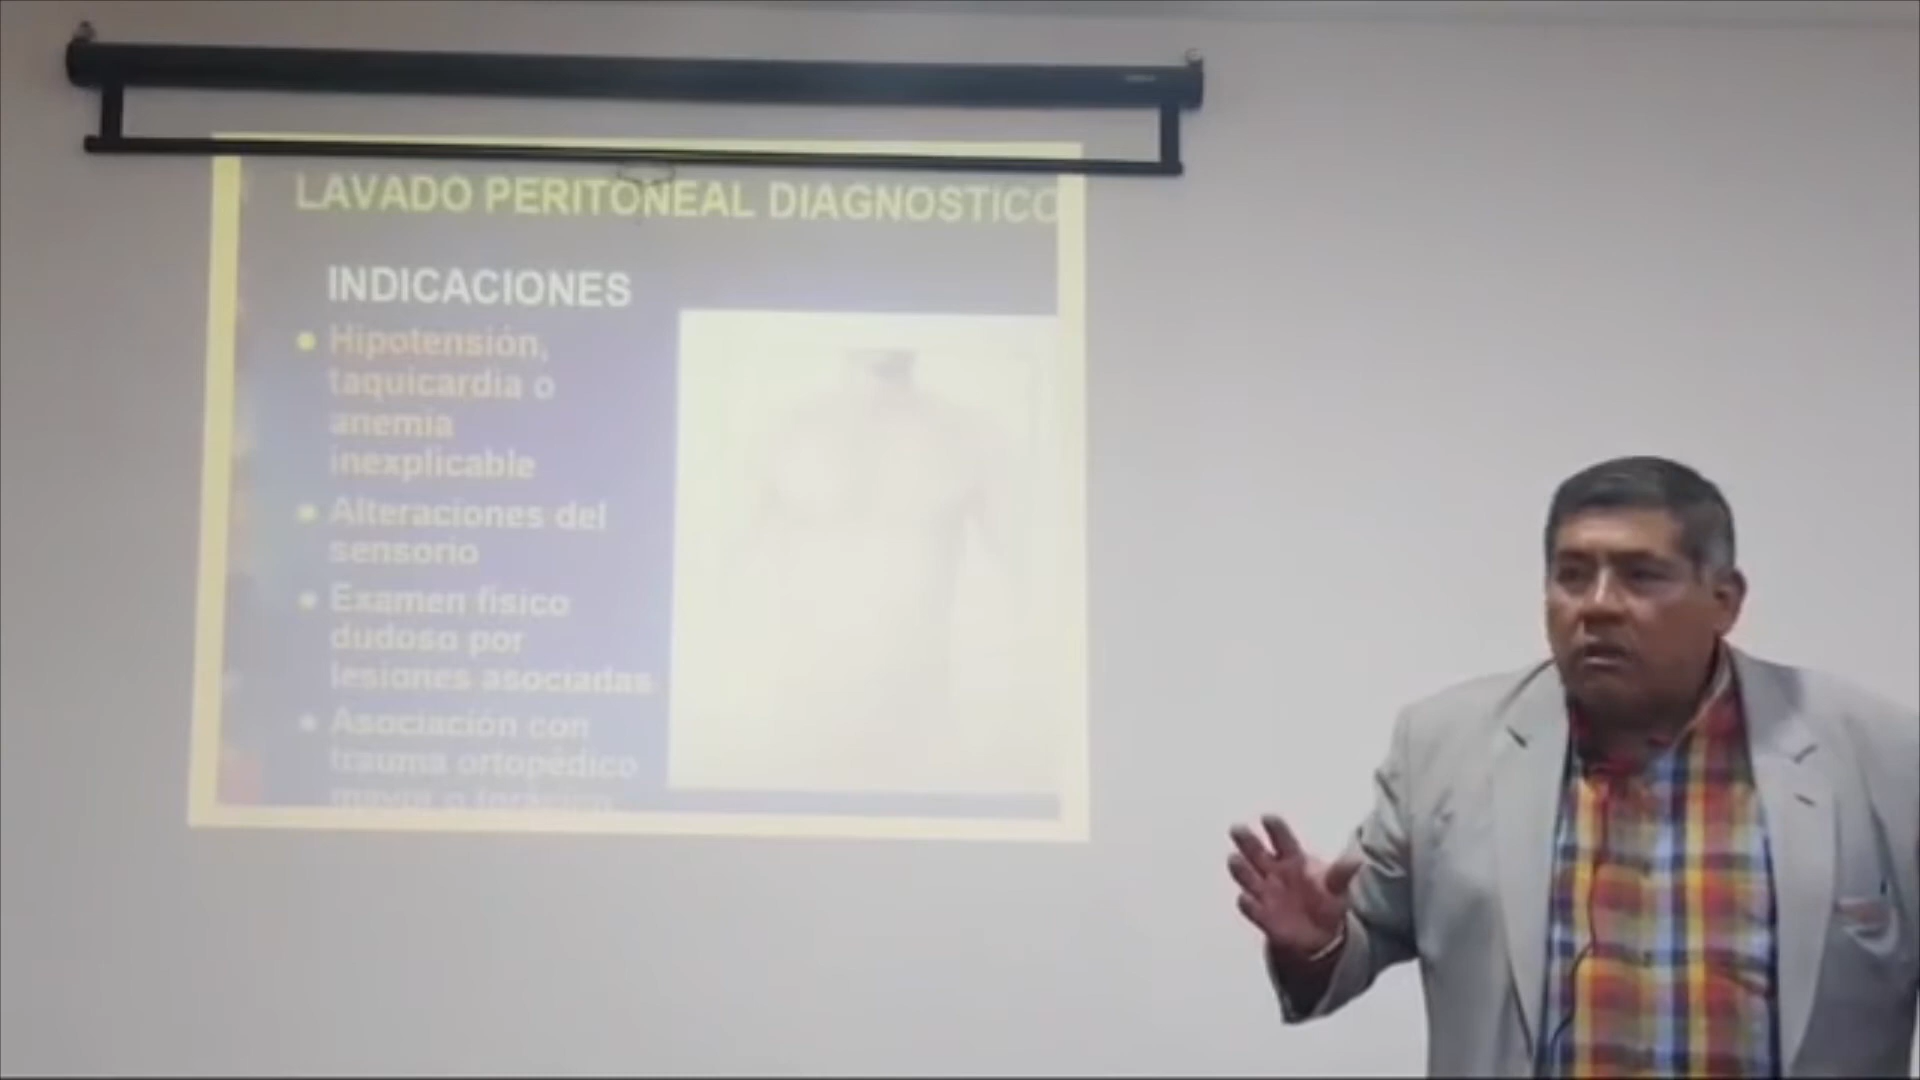 LAVADO PERITONEAL DIAGNOSTICO
INDICACIONES
Hipotensión,
taquicardia o
anemia
inexplicable
Alteraciones del
sensorio
Examen físico
dudoso por
lesiones asociadas
Asociación con
trauma ortopédico